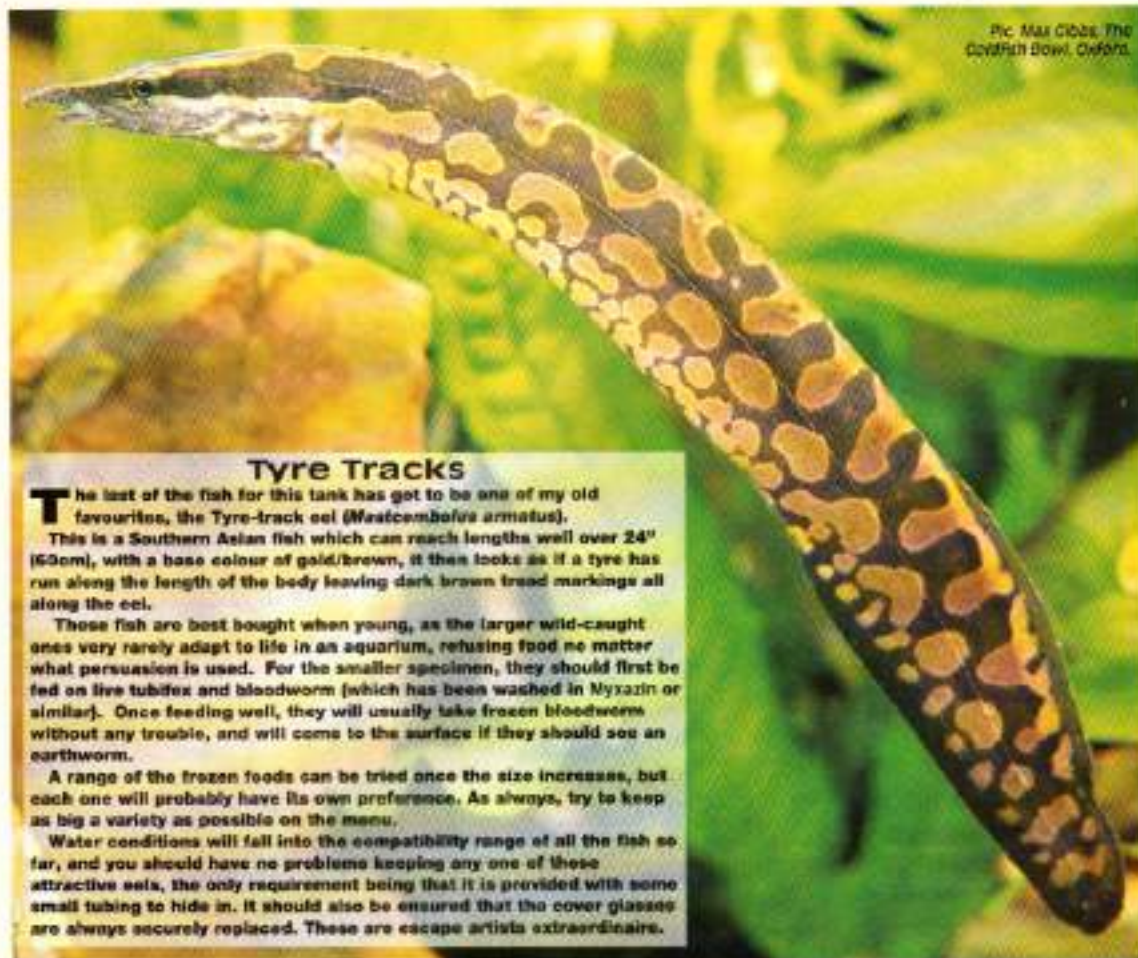 Pic. Max Gibbs, The
Goldfish Bowl, Oxford.
Tyre Tracks
The last of the fish for this tank has got to be one of my old
favourites, the Tyre-track eel (Mastcembolus armatus).
This is a Southern Asian fish which can reach lengths well over 24"
(60cm), with a base colour of gold/brown, it then looks as if a tyre has
run along the length of the body leaving dark brown tread markings all
along the eel.
These fish are best bought when young, as the larger wild-caught
ones very rarely adapt to life in an aquarium, refusing food no matter
what persuasion is used. For the smaller specimen, they should first be
fed on live tubifex and bloodworm (which has been washed in Myxazin or
similar). Once feeding well, they will usually take frozen bloodworm
without any trouble, and will come to the surface if they should see an
earthworm.
A range of the frozen foods can be tried once the size increases, but
each one will probably have its own preference. As always, try to keep
as big a variety as possible on the menu.
Water conditions will fall into the compatibility range of all the fish so
far, and you should have no problems keeping any one of these
attractive eels, the only requirement being that it is provided with some
small tubing to hide in. It should also be ensured that the cover glasses
are always securely replaced. These are escape artists extraordinaire.